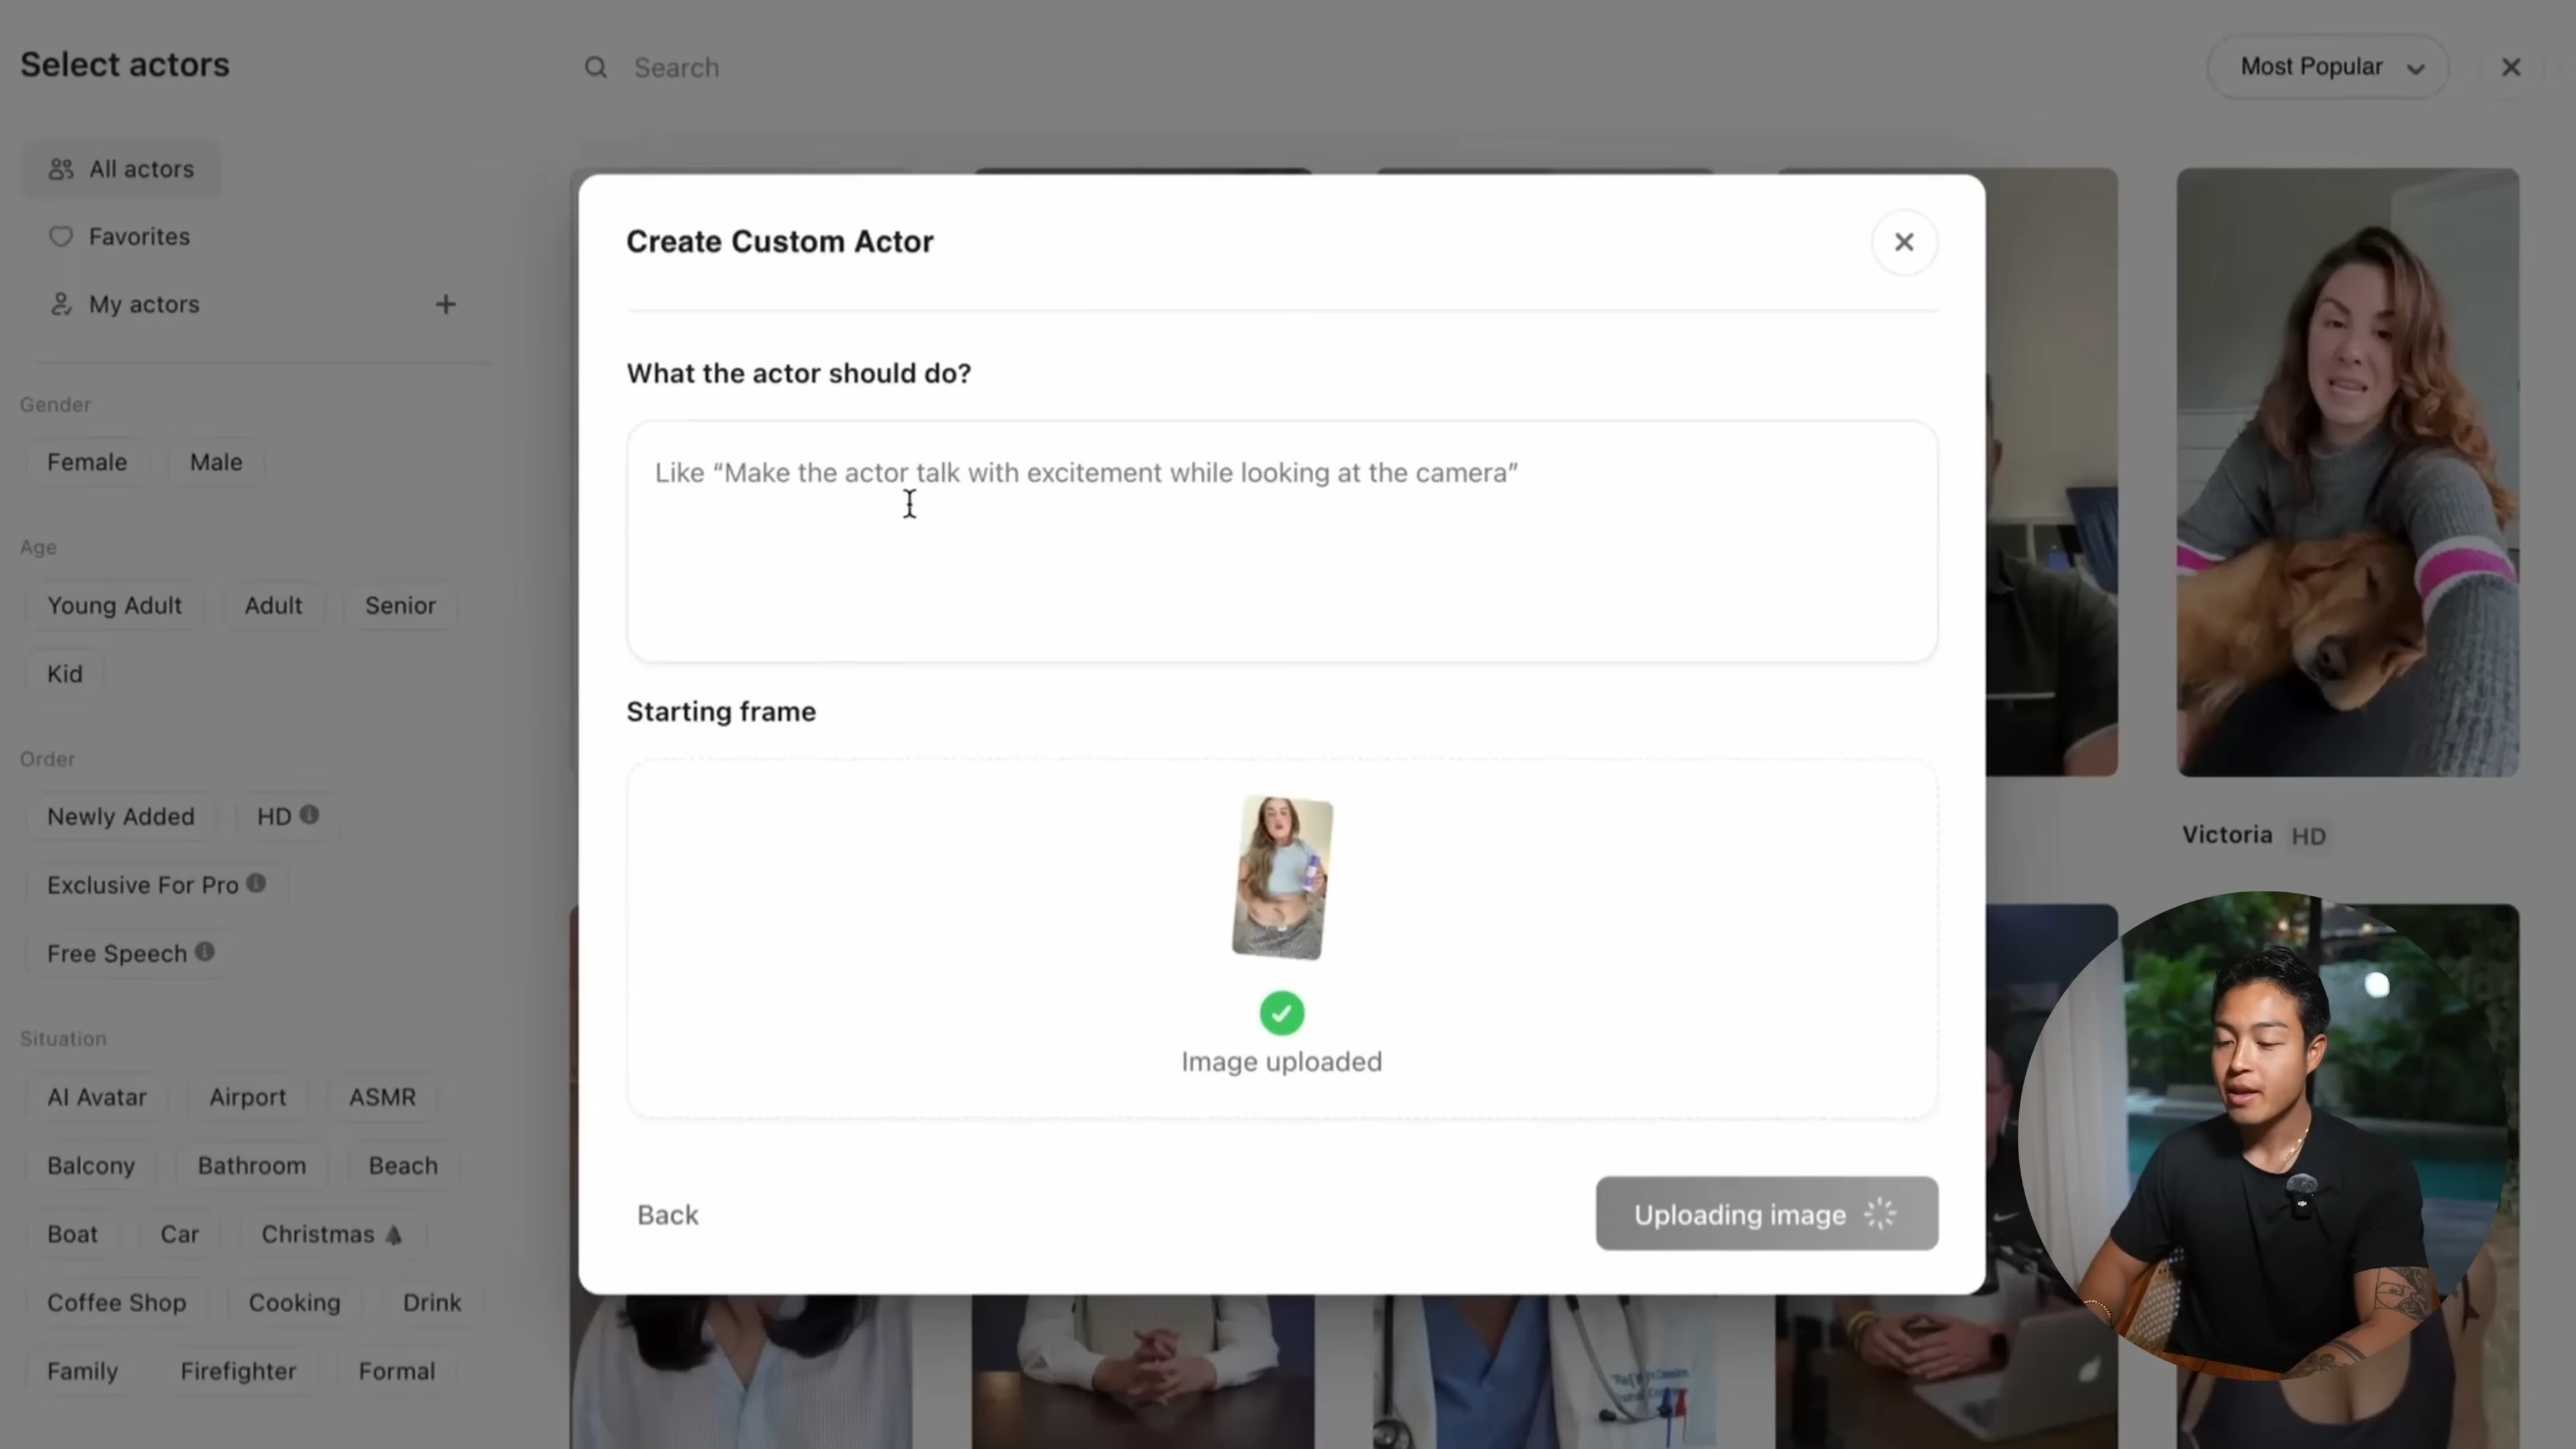 Select actors
Search
Most Popular
All actors
Favorites
My actors
Gender
Female Male
Age
Young Adult Adult Senior
Kid
Order
Newly Added HD
Exclusive For Pro
Free Speech
Situation
AI Avatar Airport ASMR
Balcony Bathroom Beach
Boat Car Christmas
Coffee Shop Cooking Drink
Family Firefighter Formal
Create Custom Actor
What the actor should do?
Like “Make the actor talk with excitement while looking at the camera”
Starting frame
Image uploaded
Back
Uploading image
Victoria HD